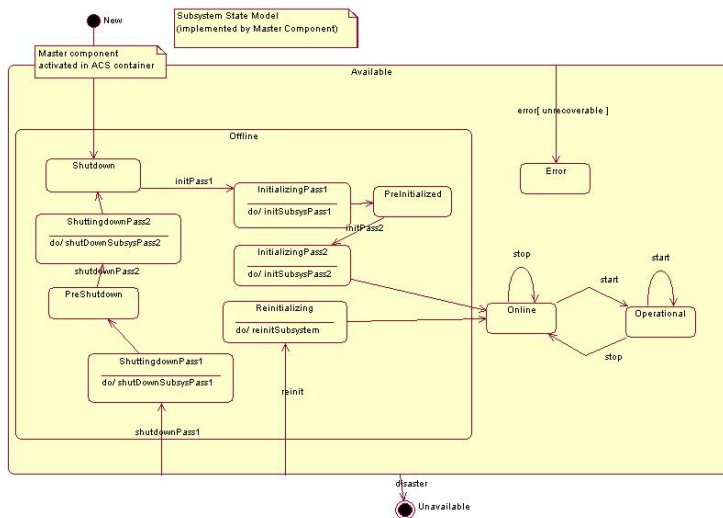 New
Subsystem State Model
(implemented by Master Component)
Master component
activated in ACS container
Available
error[ unrecoverable ]
Offline
Shutdown
initPass1
InitializingPass1
do/ initSubsysPass1
PreInitialized
Error
ShuttingdownPass2
do/ shutDownSubsysPass2
initPass2
InitializingPass2
do/ initSubsysPass2
shutdownPass2
PreShutdown
stop
start
start
Reinitializing
do/ reinitSubsystem
Online
Operational
stop
ShuttingdownPass1
do/ shutDownSubsysPass1
reinit
shutdownPass1
disaster
Unavailable